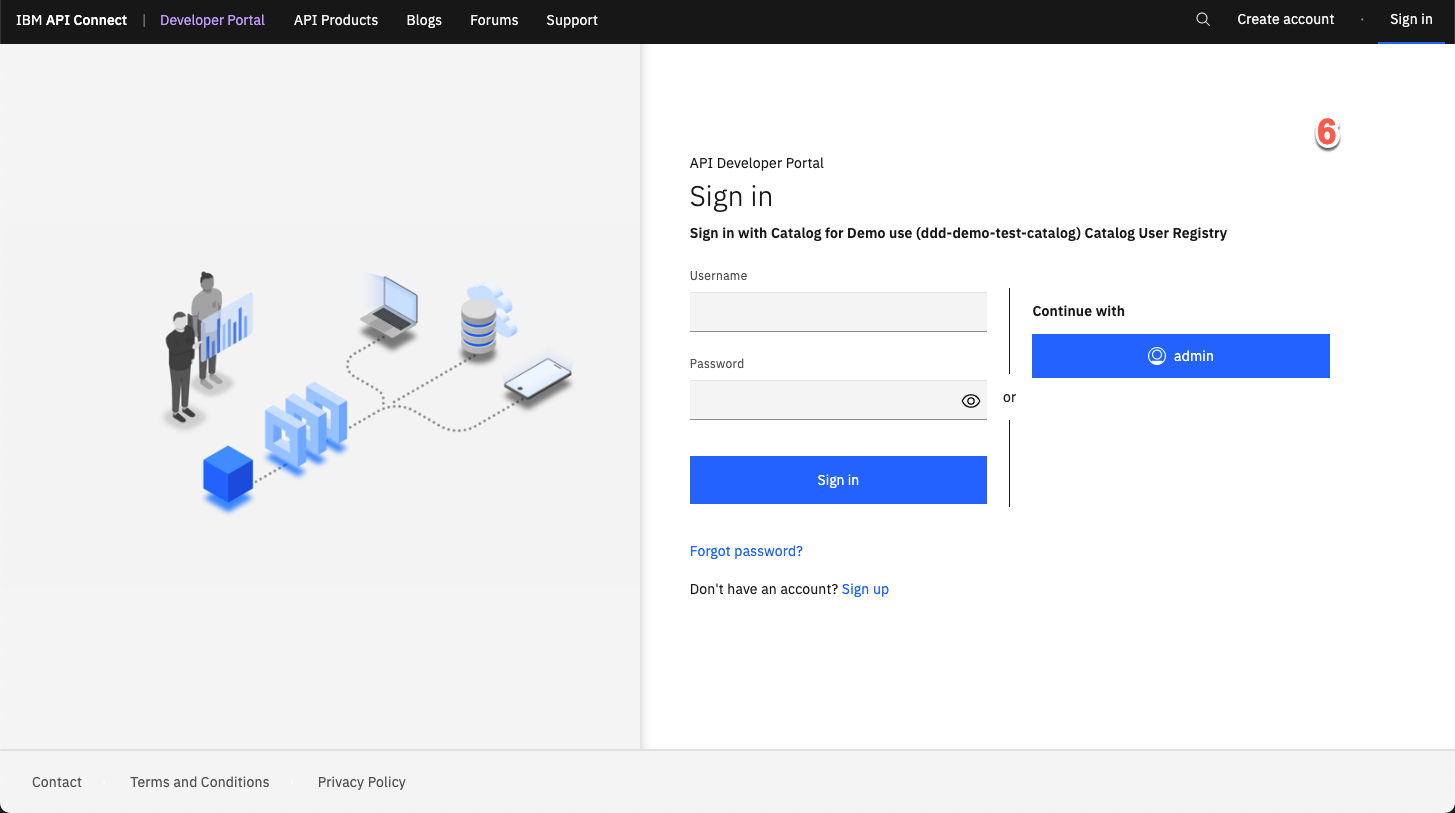 IBM API Connect | Developer Portal API Products Blogs Forums Support Create account · Sign in
6
API Developer Portal
Sign in
Sign in with Catalog for Demo use (ddd-demo-test-catalog) Catalog User Registry
Username
Password
Sign in
or
Continue with
admin
Forgot password?
Don't have an account? Sign up
Contact Terms and Conditions Privacy Policy